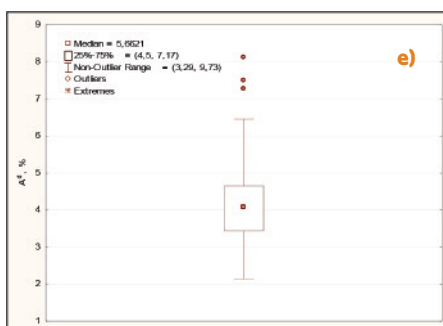 9
Median = 5,6621
25%-75% = (4,5, 7,17)
Non-Outlier Range = (3,29, 9,73)
Outliers
Extremes
e)
8
7
6
5
4
3
2
1
A^d, %